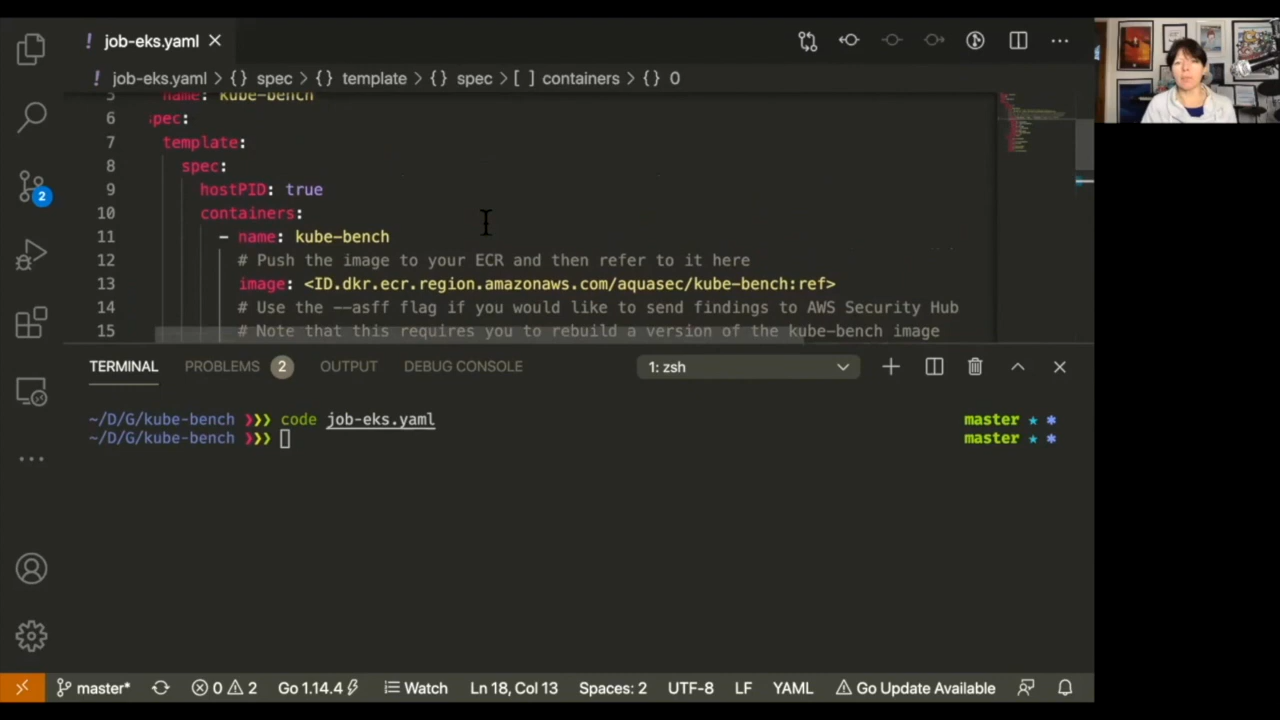 job-eks.yaml
job-eks.yaml > {} spec > {} template > {} spec > [ ] containers > {} 0
5 name: kube-bench
6 spec:
7 template:
8 spec:
9 hostPID: true
10 containers:
11 - name: kube-bench
12 # Push the image to your ECR and then refer to it here
13 image: <ID.dkr.ecr.region.amazonaws.com/aquasec/kube-bench:ref>
14 # Use the --asff flag if you would like to send findings to AWS Security Hub
15 # Note that this requires you to rebuild a version of the kube-bench image
2
TERMINAL PROBLEMS 2 OUTPUT DEBUG CONSOLE 1: zsh
~/D/G/kube-bench ❯❯❯ code job-eks.yaml master ★ ✱
~/D/G/kube-bench ❯❯❯ master ★ ✱
master* 0 2 Go 1.14.4 Watch Ln 18, Col 13 Spaces: 2 UTF-8 LF YAML Go Update Available